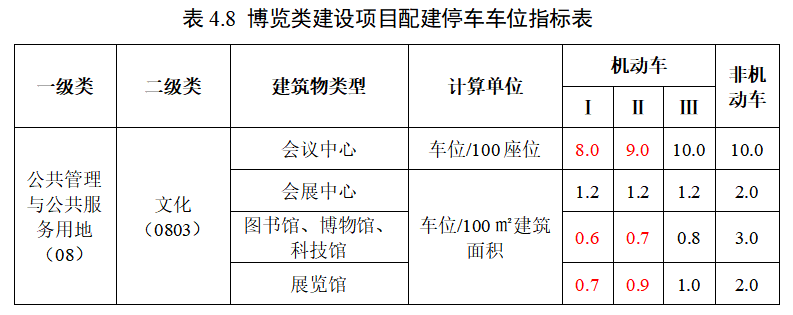 表 4.8 博览类建设项目配建停车车位指标表
一级类 二级类 建筑物类型 计算单位 机动车 非机动车
Ⅰ Ⅱ Ⅲ
公共管理与公共服务用地（08） 文化（0803） 会议中心 车位/100 座位 8.0 9.0 10.0 10.0
会展中心 车位/100 ㎡建筑面积 1.2 1.2 1.2 2.0
图书馆、博物馆、科技馆 0.6 0.7 0.8 3.0
展览馆 0.7 0.9 1.0 2.0